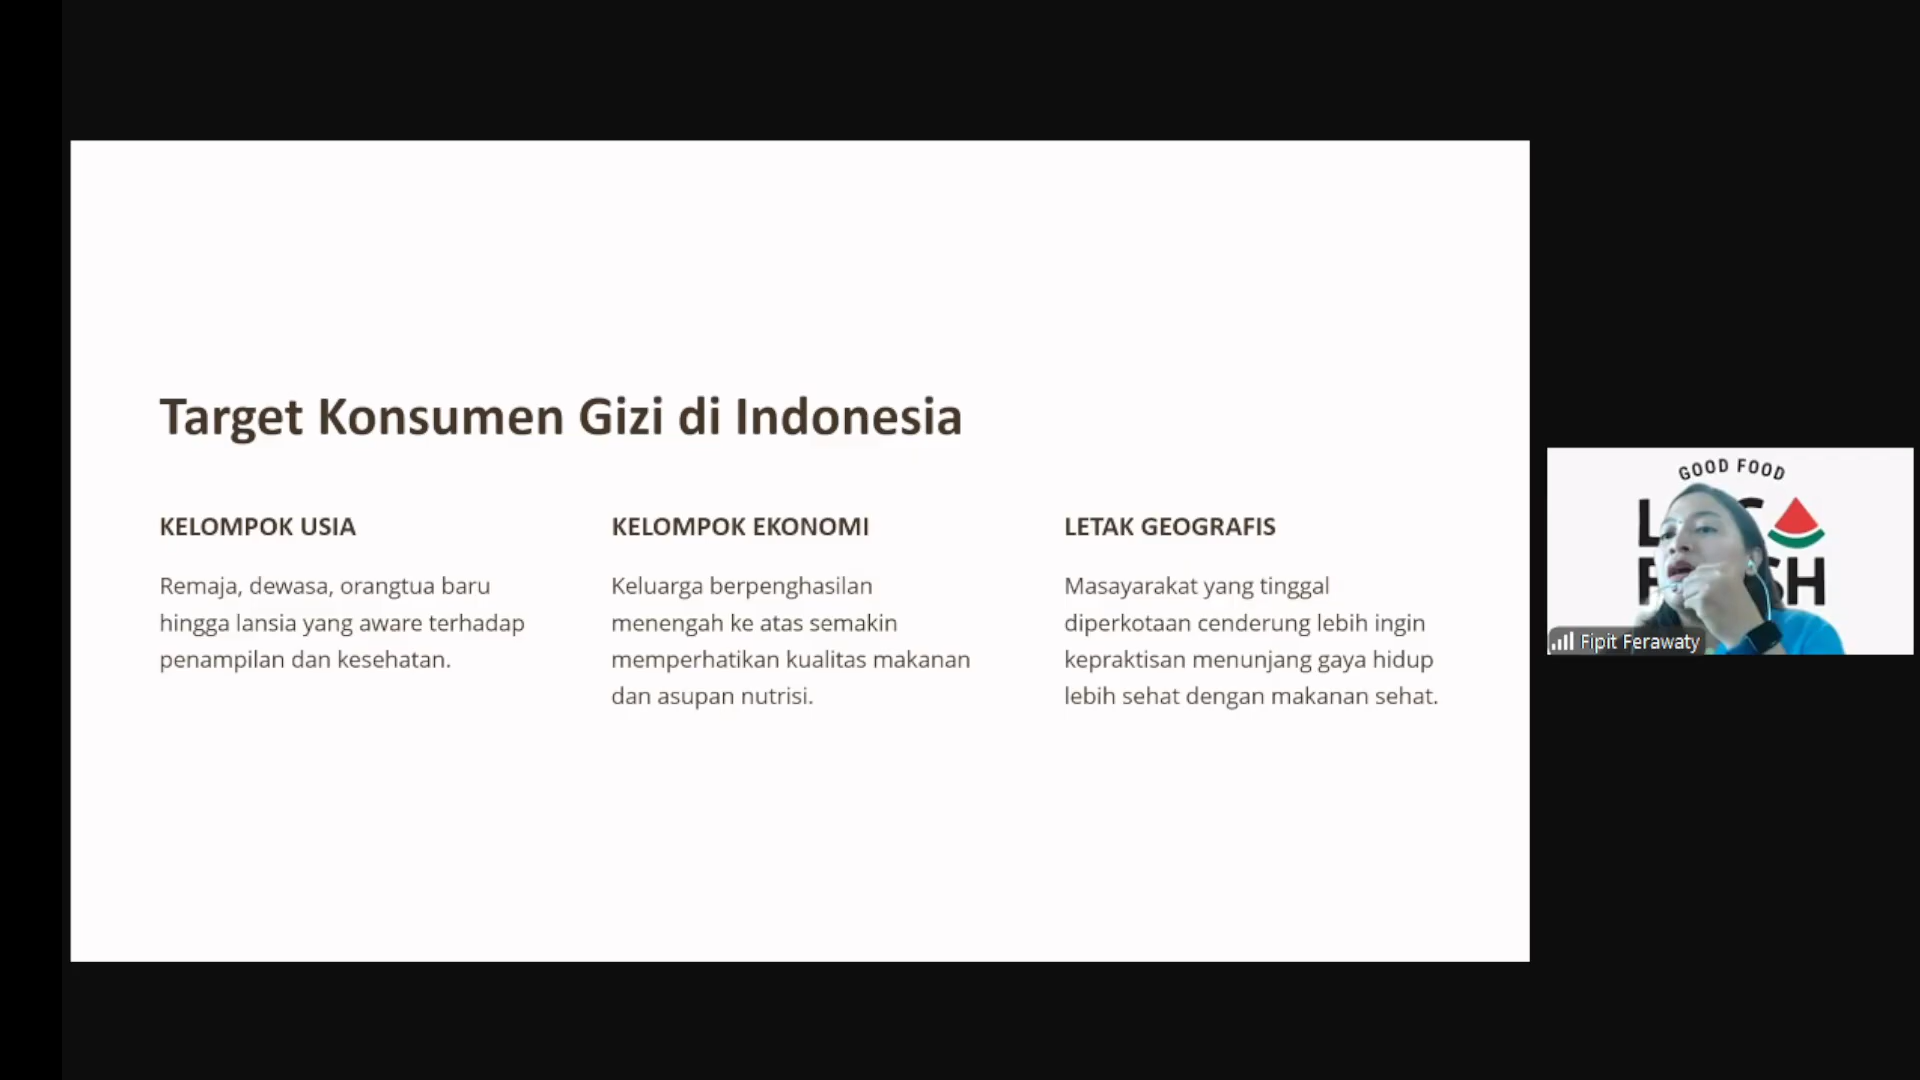 Target Konsumen Gizi di Indonesia
KELOMPOK USIA
Remaja, dewasa, orangtua baru
hingga lansia yang aware terhadap
penampilan dan kesehatan.
KELOMPOK EKONOMI
Keluarga berpenghasilan
menengah ke atas semakin
memperhatikan kualitas makanan
dan asupan nutrisi.
LETAK GEOGRAFIS
Masayarakat yang tinggal
diperkotaan cenderung lebih ingin
kepraktisan menunjang gaya hidup
lebih sehat dengan makanan sehat.
GOOD FOOD
Fipit Ferawaty